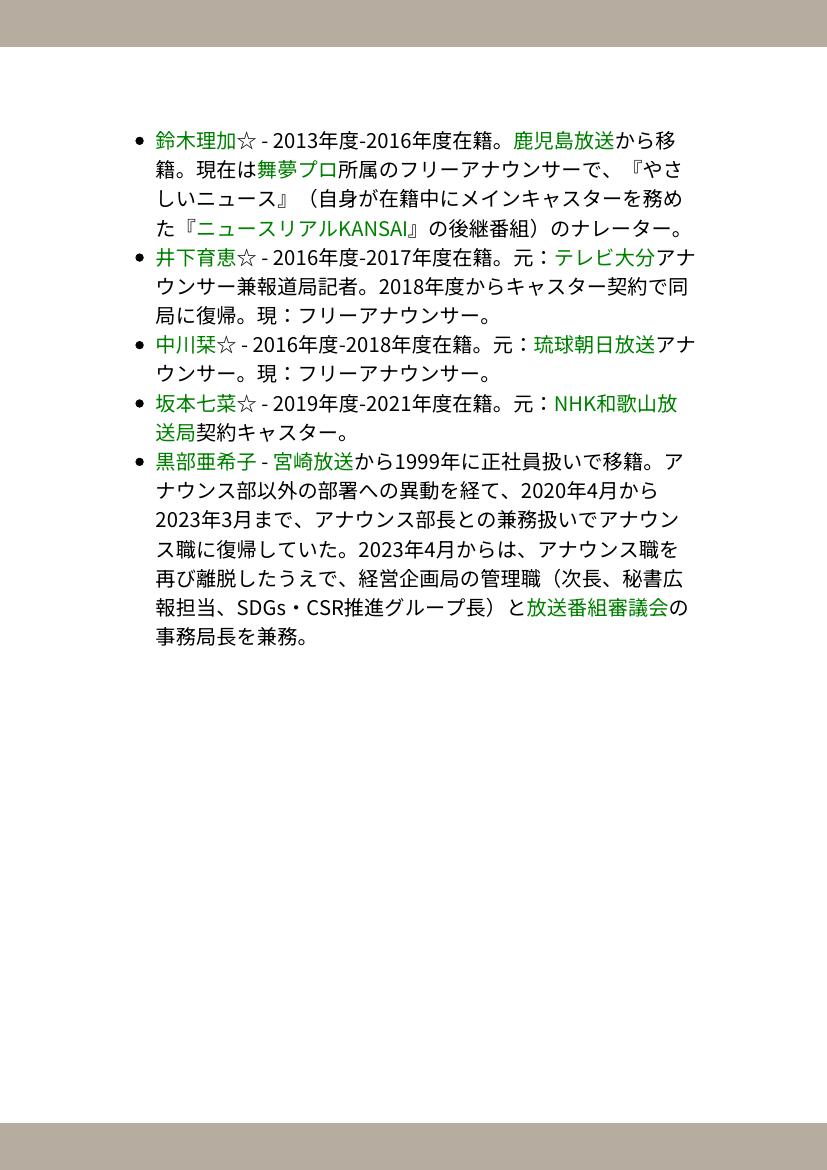 • 鈴木理加☆ - 2013年度-2016年度在籍。鹿児島放送から移
籍。現在は舞夢プロ所属のフリーアナウンサーで、『やさ
しいニュース』（自身が在籍中にメインキャスターを務め
た『ニュースリアルKANSAI』の後継番組）のナレーター。
• 井下育恵☆ - 2016年度-2017年度在籍。元：テレビ大分アナ
ウンサー兼報道局記者。2018年度からキャスター契約で同
局に復帰。現：フリーアナウンサー。
• 中川栞☆ - 2016年度-2018年度在籍。元：琉球朝日放送アナ
ウンサー。現：フリーアナウンサー。
• 坂本七菜☆ - 2019年度-2021年度在籍。元：NHK和歌山放
送局契約キャスター。
• 黒部亜希子 - 宮崎放送から1999年に正社員扱いで移籍。ア
ナウンス部以外の部署への異動を経て、2020年4月から
2023年3月まで、アナウンス部長との兼務扱いでアナウン
ス職に復帰していた。2023年4月からは、アナウンス職を
再び離脱したうえで、経営企画局の管理職（次長、秘書広
報担当、SDGs・CSR推進グループ長）と放送番組審議会の
事務局長を兼務。